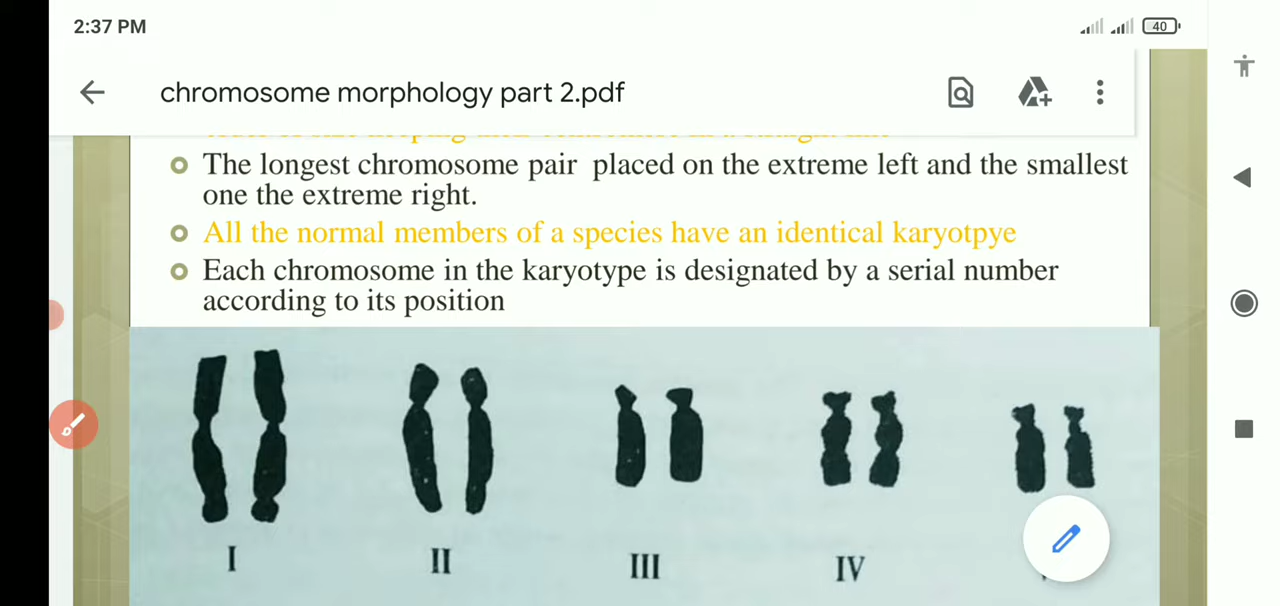 2:37 PM
40
chromosome morphology part 2.pdf
The longest chromosome pair placed on the extreme left and the smallest
one the extreme right.
All the normal members of a species have an identical karyotpye
Each chromosome in the karyotype is designated by a serial number
according to its position
I II III IV